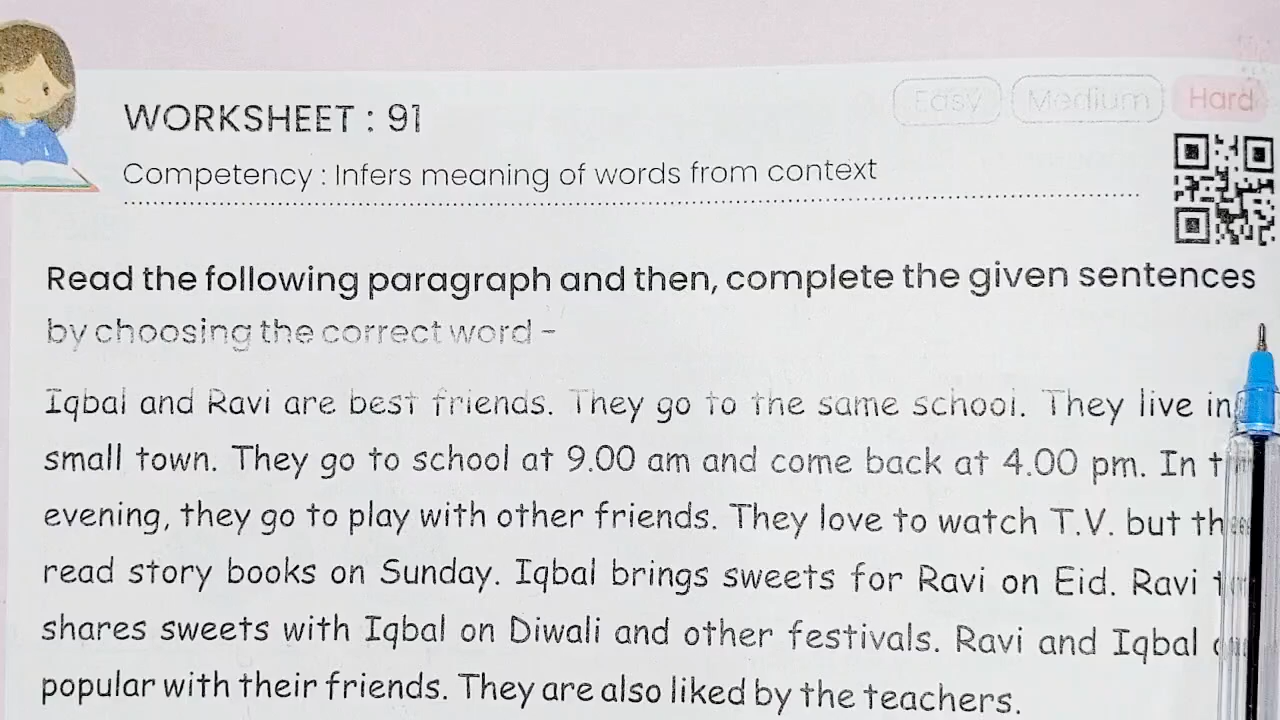 Easy Medium Hard
WORKSHEET : 91
Competency : Infers meaning of words from context
Read the following paragraph and then, complete the given sentences
by choosing the correct word -
Iqbal and Ravi are best friends. They go to the same school. They live in
small town. They go to school at 9.00 am and come back at 4.00 pm. In
evening, they go to play with other friends. They love to watch T.V. but
read story books on Sunday. Iqbal brings sweets for Ravi on Eid. Ravi
shares sweets with Iqbal on Diwali and other festivals. Ravi and Iqbal
popular with their friends. They are also liked by the teachers.